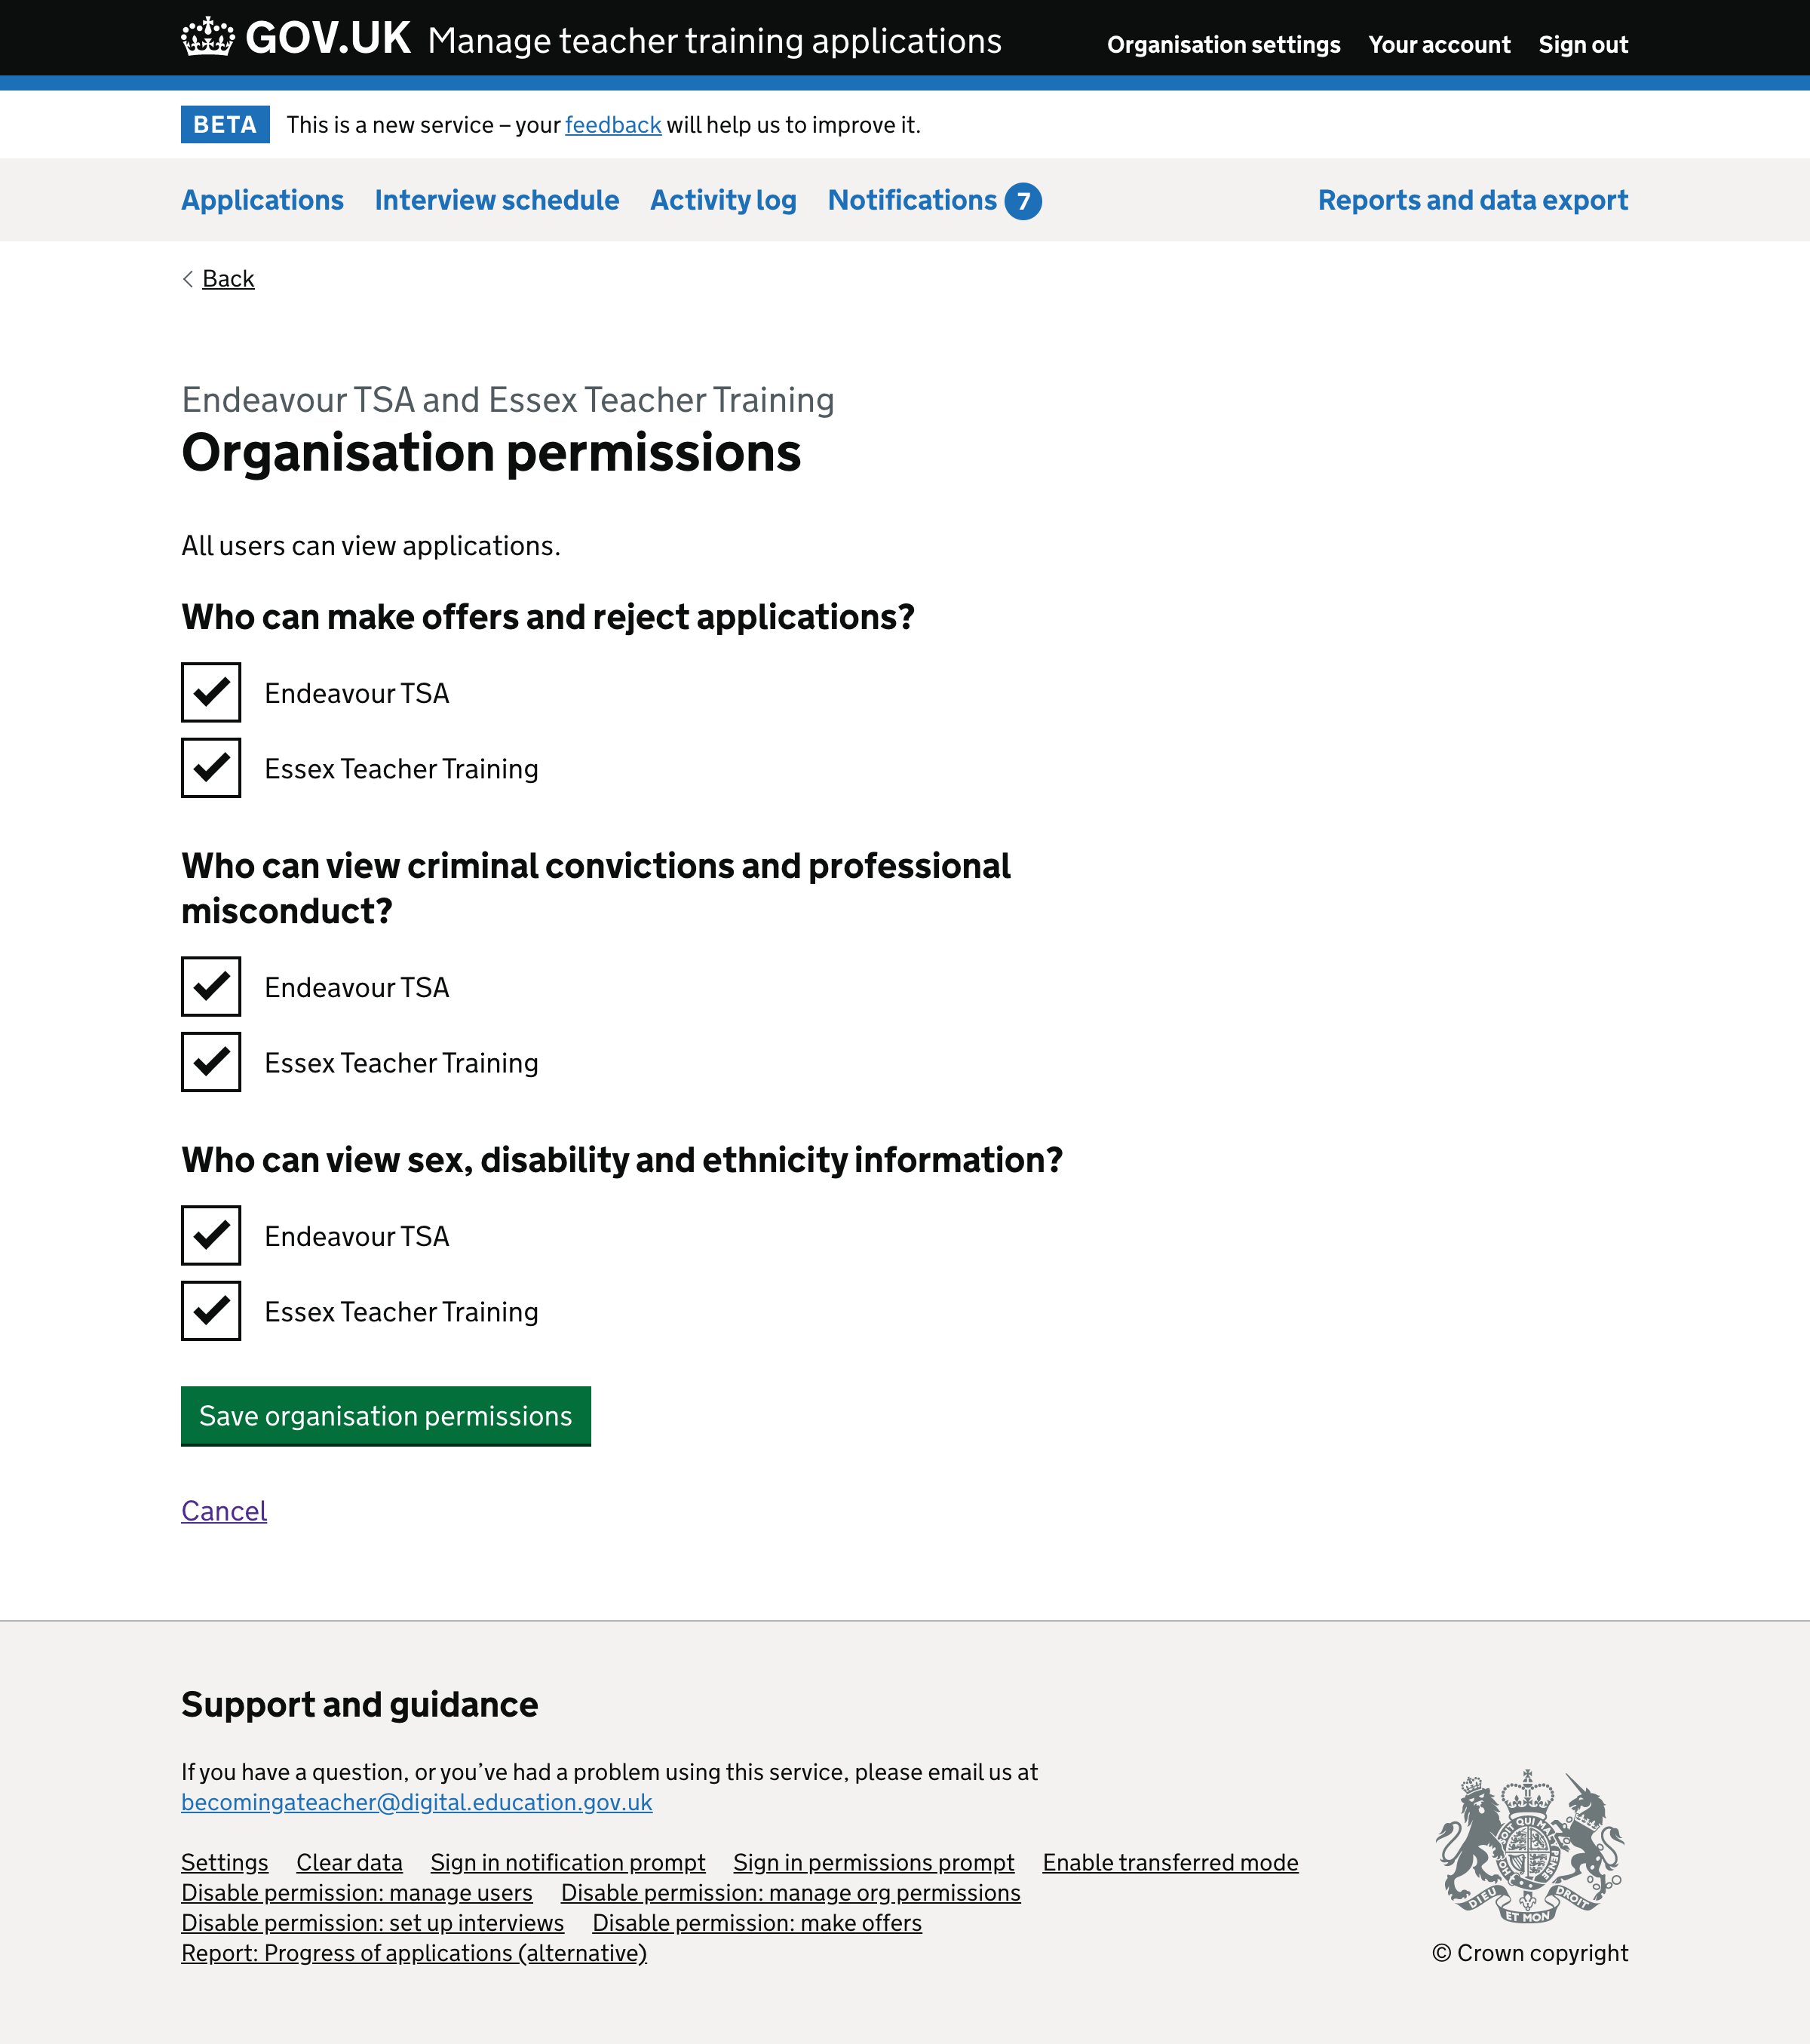 GOV.UK Manage teacher training applications Organisation settings Your account Sign out
BETA This is a new service – your feedback will help us to improve it.
Applications Interview schedule Activity log Notifications 7 Reports and data export
Back
Endeavour TSA and Essex Teacher Training
Organisation permissions
All users can view applications.
Who can make offers and reject applications?
Endeavour TSA
Essex Teacher Training
Who can view criminal convictions and professional
misconduct?
Endeavour TSA
Essex Teacher Training
Who can view sex, disability and ethnicity information?
Endeavour TSA
Essex Teacher Training
Save organisation permissions
Cancel
Support and guidance
If you have a question, or you’ve had a problem using this service, please email us at
becomingateacher@digital.education.gov.uk
Settings Clear data Sign in notification prompt Sign in permissions prompt Enable transferred mode
Disable permission: manage users Disable permission: manage org permissions
Disable permission: set up interviews Disable permission: make offers
Report: Progress of applications (alternative)
DIEU ET MON DROIT
© Crown copyright